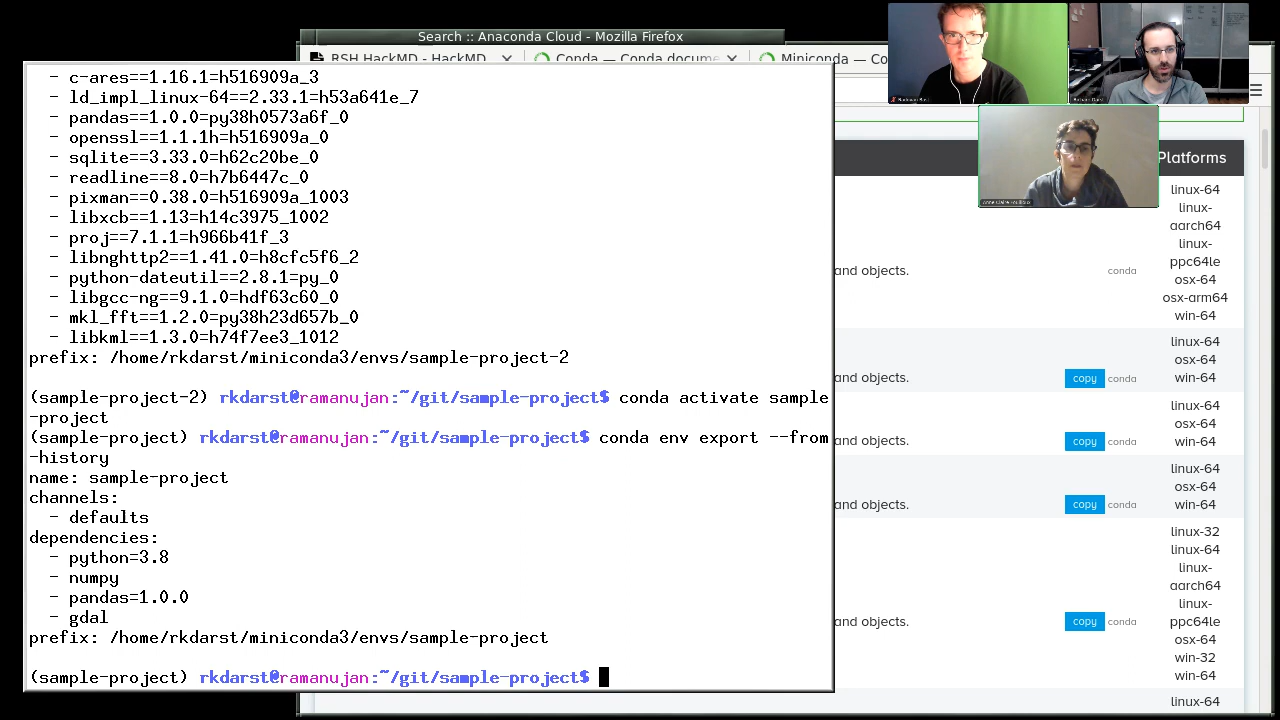 Search :: Anaconda Cloud - Mozilla Firefox
RSH HackMD - HackMD
Conda — Conda docume
Miniconda — Co
- c-ares==1.16.1=h516909a_3
- ld_impl_linux-64==2.33.1=h53a641e_7
- pandas==1.0.0=py38h0573a6f_0
- openssl==1.1.1h=h516909a_0
- sqlite==3.33.0=h62c20be_0
- readline==8.0=h7b6447c_0
- pixman==0.38.0=h516909a_1003
- libxcb==1.13=h14c3975_1002
- proj==7.1.1=h966b41f_3
- libnghttp2==1.41.0=h8cfc5f6_2
- python-dateutil==2.8.1=py_0
- libgcc-ng==9.1.0=hdf63c60_0
- mkl_fft==1.2.0=py38h23d657b_0
- libkml==1.3.0=h74f7ee3_1012
prefix: /home/rkdarst/miniconda3/envs/sample-project-2
(sample-project-2) rkdarst@ramanujan:~/git/sample-project$ conda activate sample
-project
(sample-project) rkdarst@ramanujan:~/git/sample-project$ conda env export --from
-history
name: sample-project
channels:
- defaults
dependencies:
- python=3.8
- numpy
- pandas=1.0.0
- gdal
prefix: /home/rkdarst/miniconda3/envs/sample-project
(sample-project) rkdarst@ramanujan:~/git/sample-project$
Platforms
linux-64
linux-
aarch64
linux-
ppc64le
and objects.
conda
osx-64
osx-arm64
win-64
linux-64
osx-64
and objects.
copy conda
win-64
linux-64
osx-64
and objects.
copy conda
win-64
linux-64
osx-64
and objects.
copy conda
win-64
linux-32
linux-64
linux-
aarch64
linux-
ppc64le
and objects.
copy conda
osx-64
win-32
win-64
linux-64